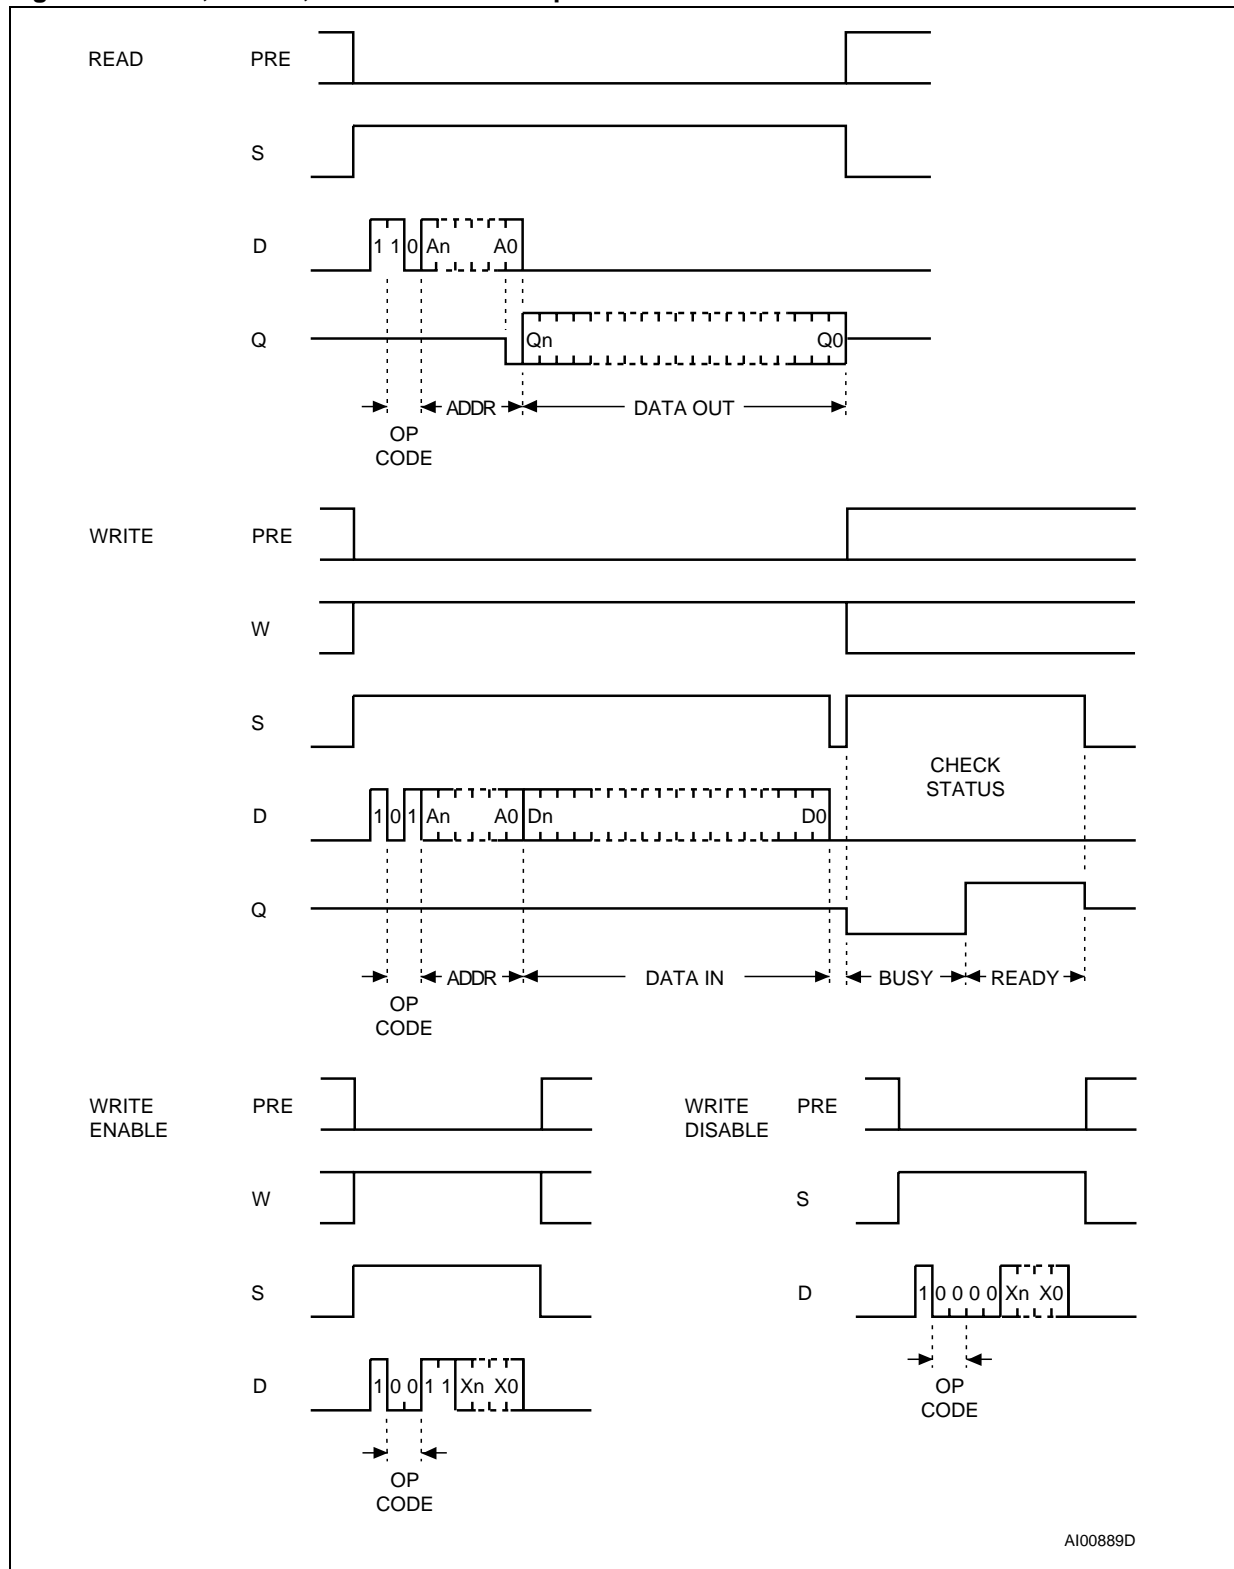 READ PRE
S
D 1 1 0 An A0
Q Qn Q0
ADDR DATA OUT
OP
CODE
WRITE PRE
W
S
CHECK
STATUS
D 1 0 1 An A0 Dn D0
Q
ADDR DATA IN BUSY READY
OP
CODE
WRITE
ENABLE
PRE
W
S
D 1 0 0 1 1 Xn X0
OP
CODE
WRITE
DISABLE
PRE
S
D 1 0 0 0 0 Xn X0
OP
CODE
AI00889D